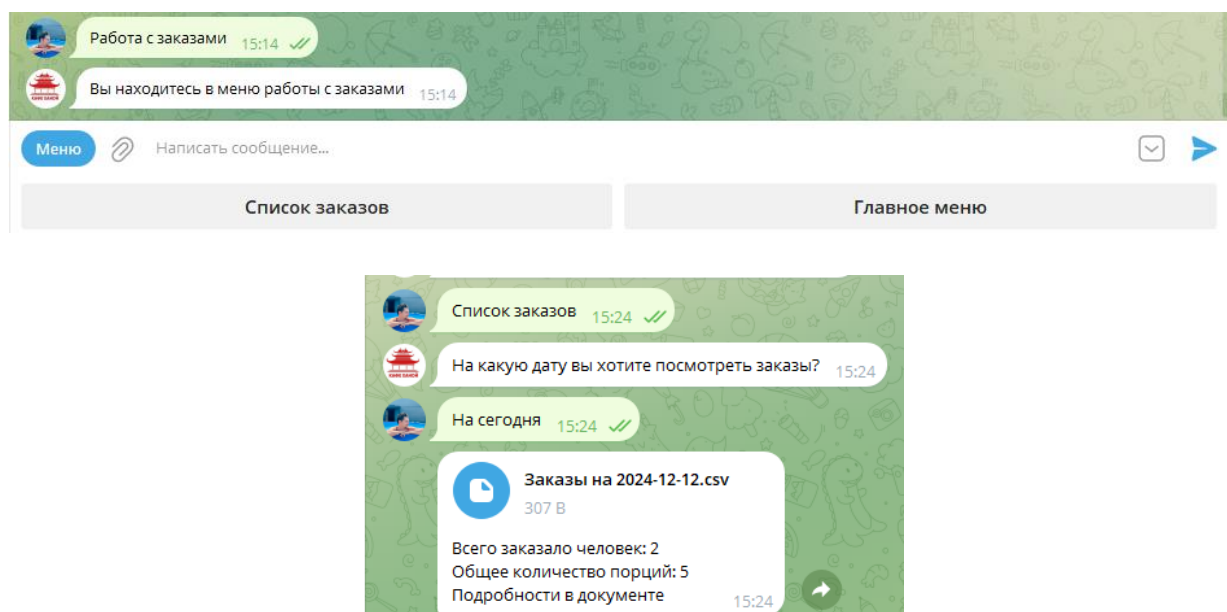 Работа с заказами 15:14
Вы находитесь в меню работы с заказами 15:14
Меню Написать сообщение...
Список заказов Главное меню
Список заказов 15:24
На какую дату вы хотите посмотреть заказы? 15:24
На сегодня 15:24
Заказы на 2024-12-12.csv
307 B
Всего заказало человек: 2
Общее количество порций: 5
Подробности в документе 15:24